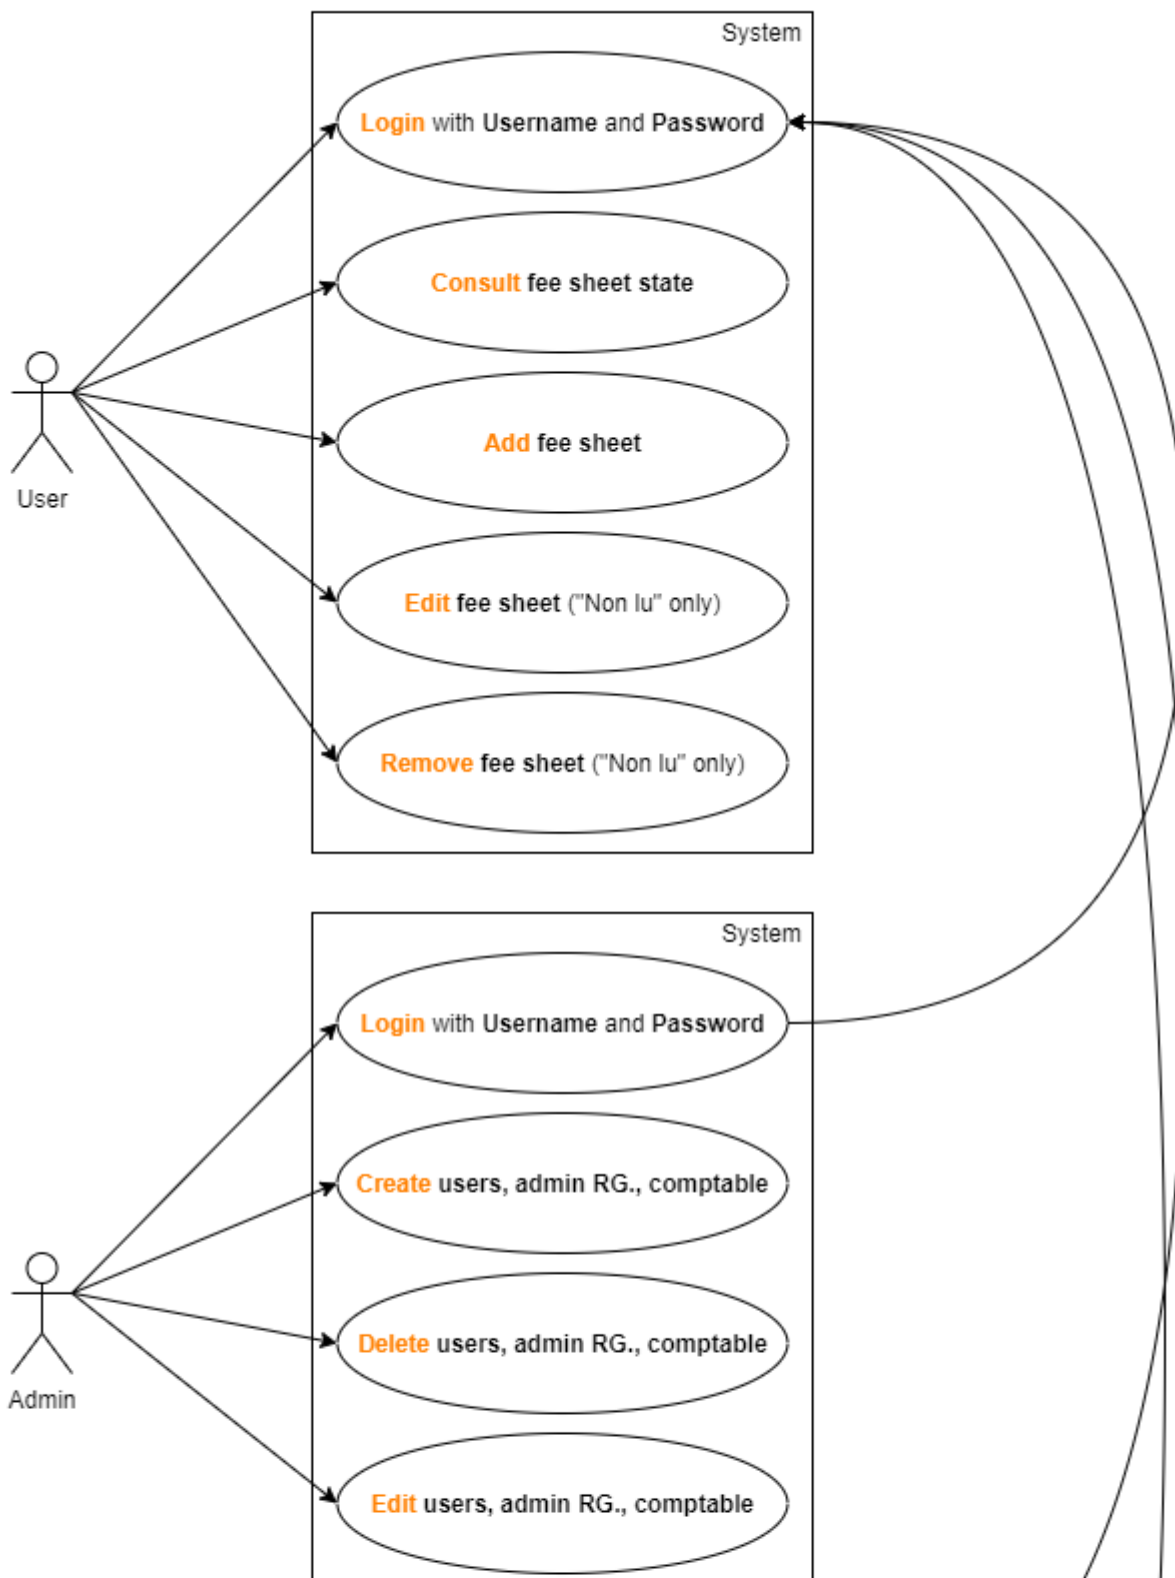 System
Login with Username and Password
Consult fee sheet state
Add fee sheet
User
Edit fee sheet ("Non lu" only)
Remove fee sheet ("Non lu" only)
System
Login with Username and Password
Create users, admin RG., comptable
Delete users, admin RG., comptable
Admin
Edit users, admin RG., comptable